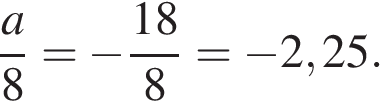 a/8 = −18/8 = −2,25.